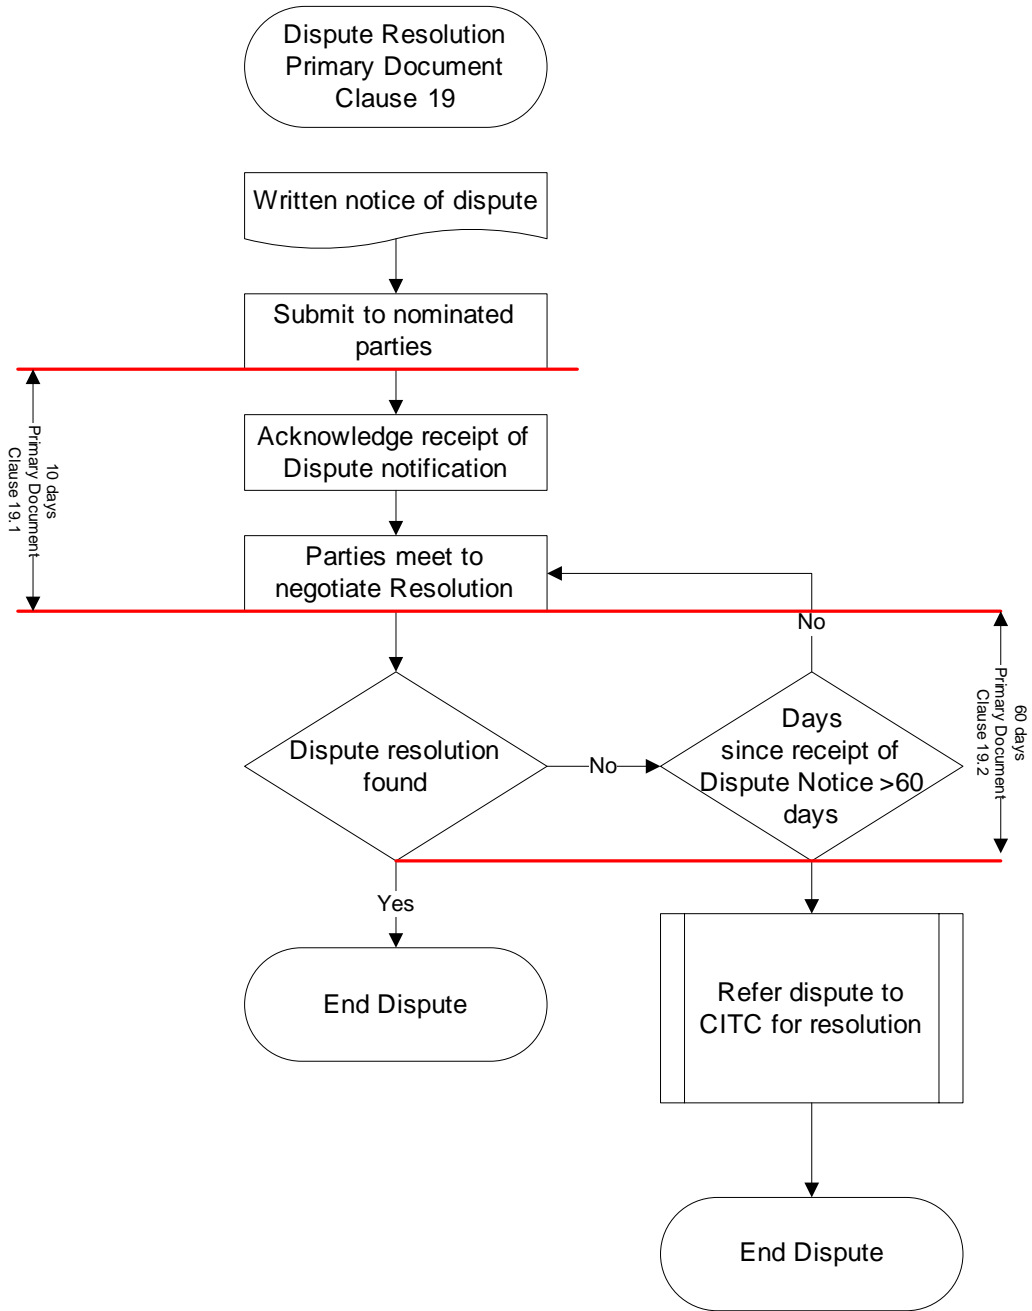 Dispute Resolution
Primary Document
Clause 19
Written notice of dispute
Submit to nominated
parties
10 days
Primary Document
Clause 19.1
Acknowledge receipt of
Dispute notification
Parties meet to
negotiate Resolution
No
60 days
Primary Document
Clause 19.2
Dispute resolution
found
No
Days
since receipt of
Dispute Notice >60
days
Yes
End Dispute
Refer dispute to
CITC for resolution
End Dispute